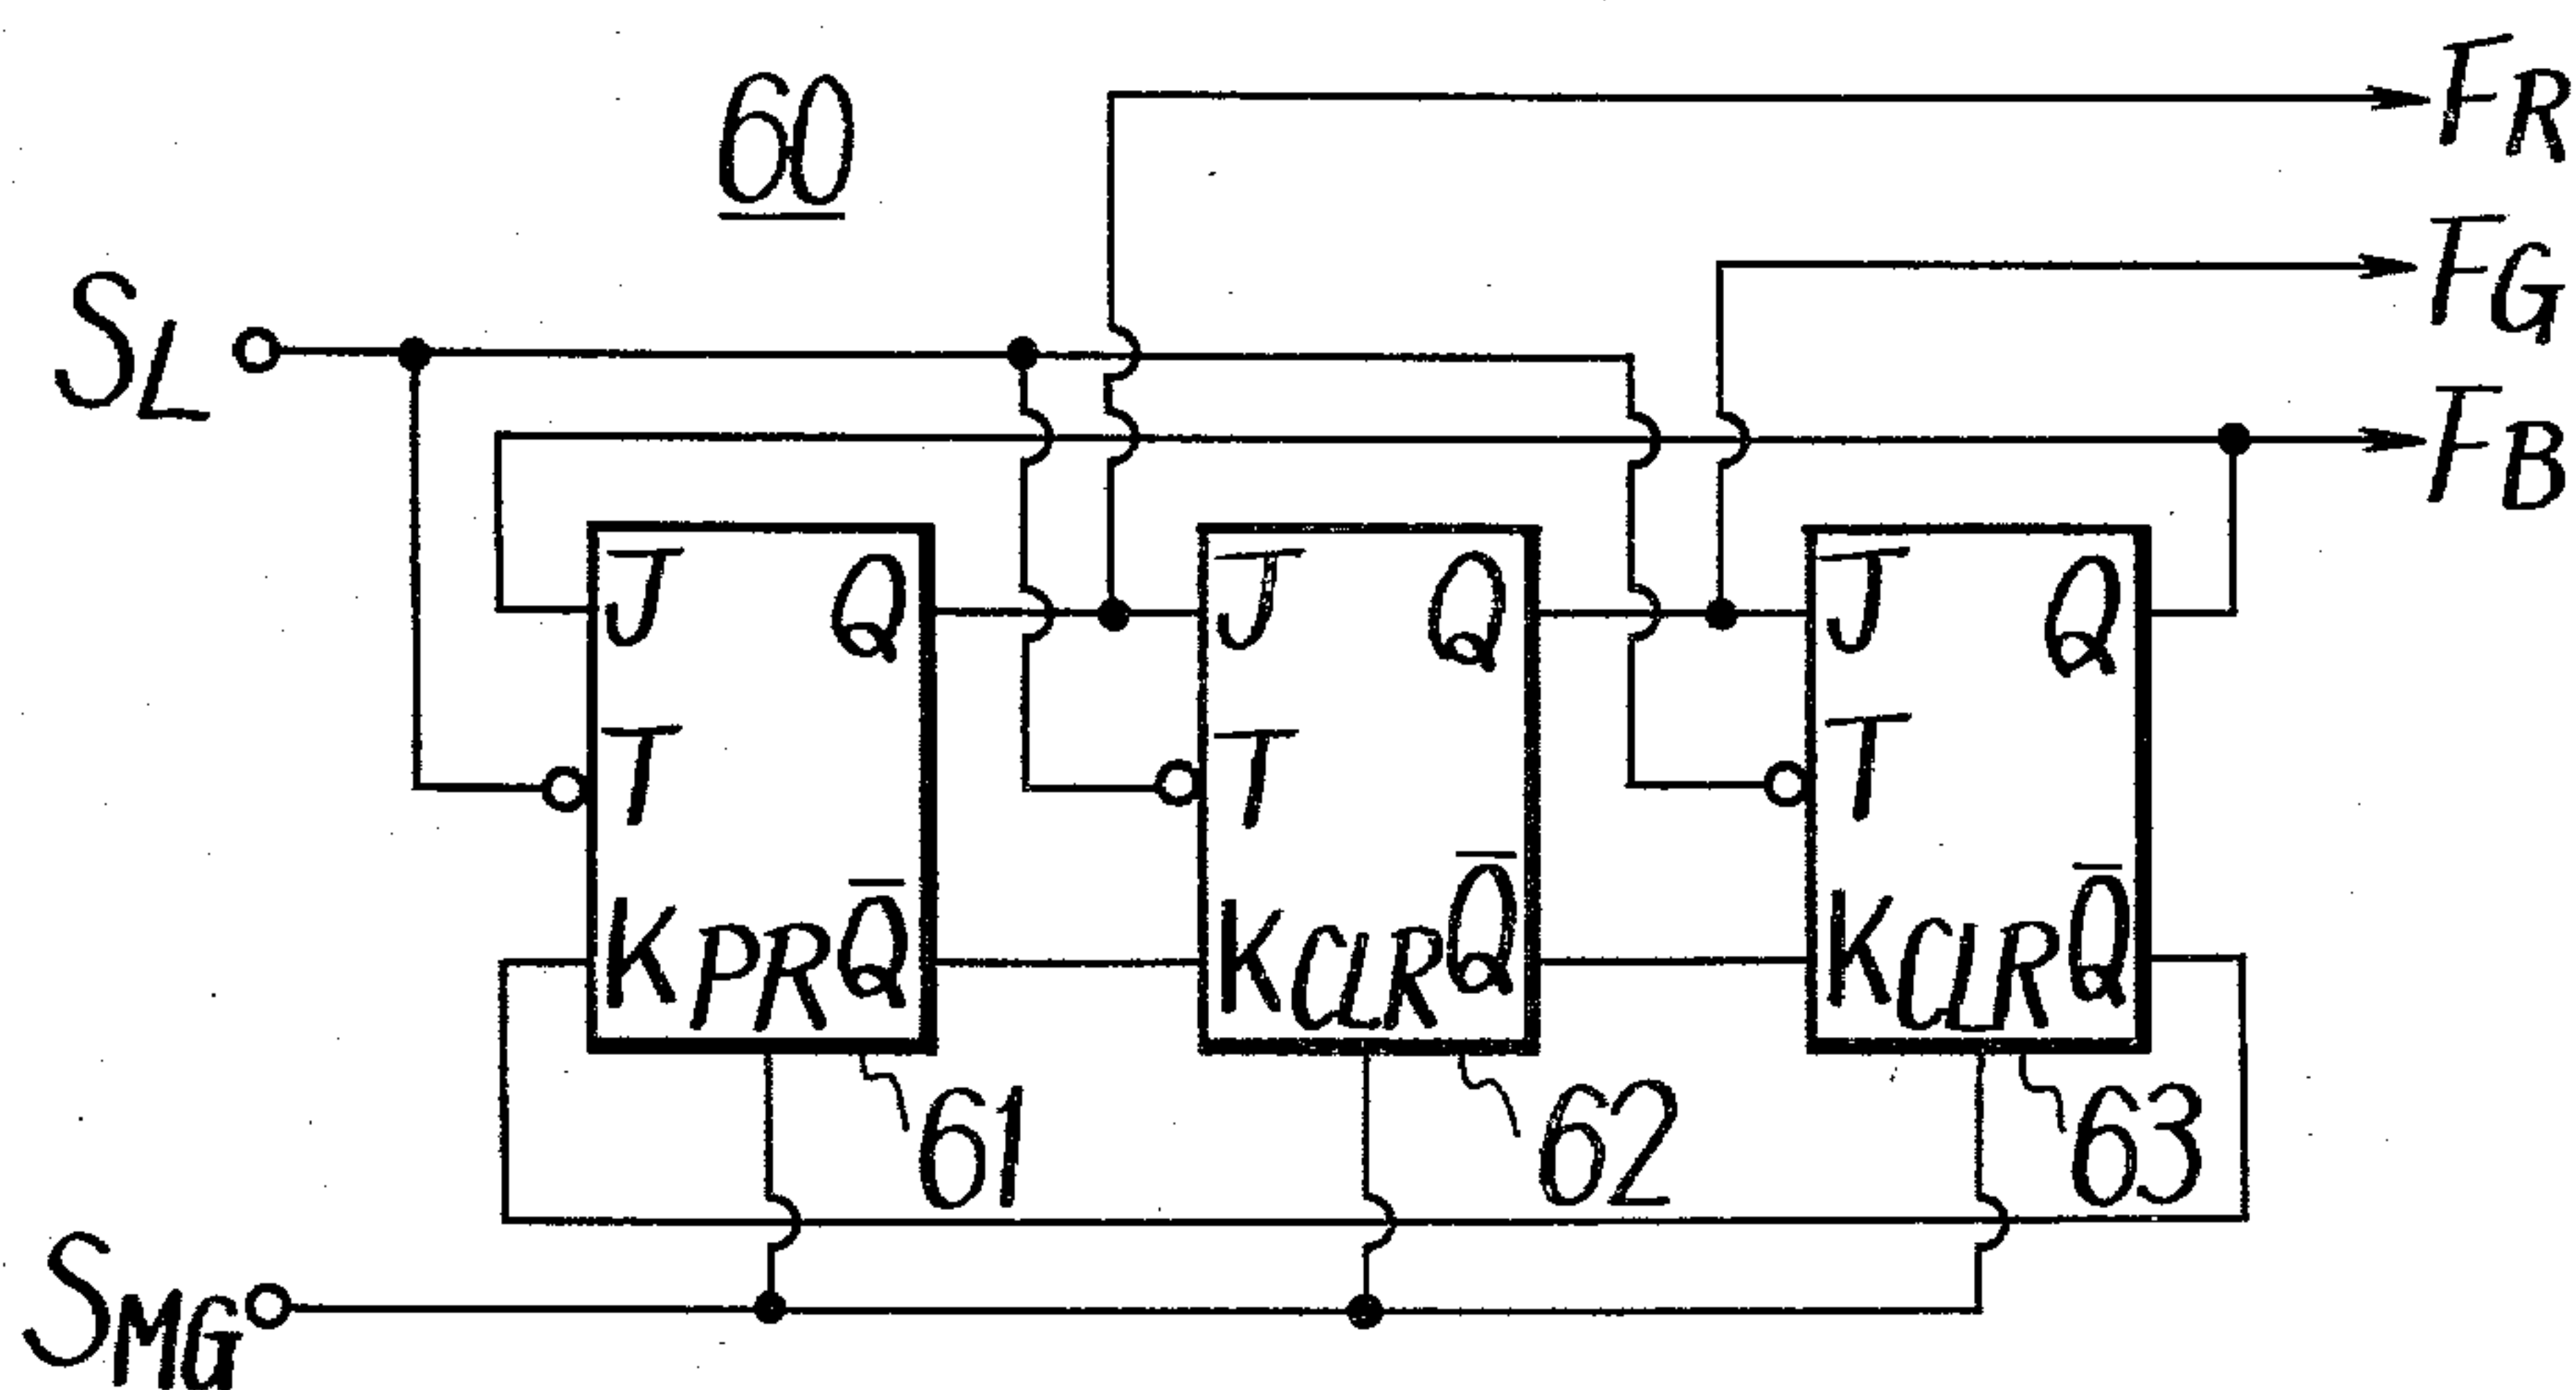 60
FR
FG
FB
SL
J Q J Q J Q
T T T
K PR Q̅ K CLR Q̅ K CLR Q̅
61 62 63
SMG